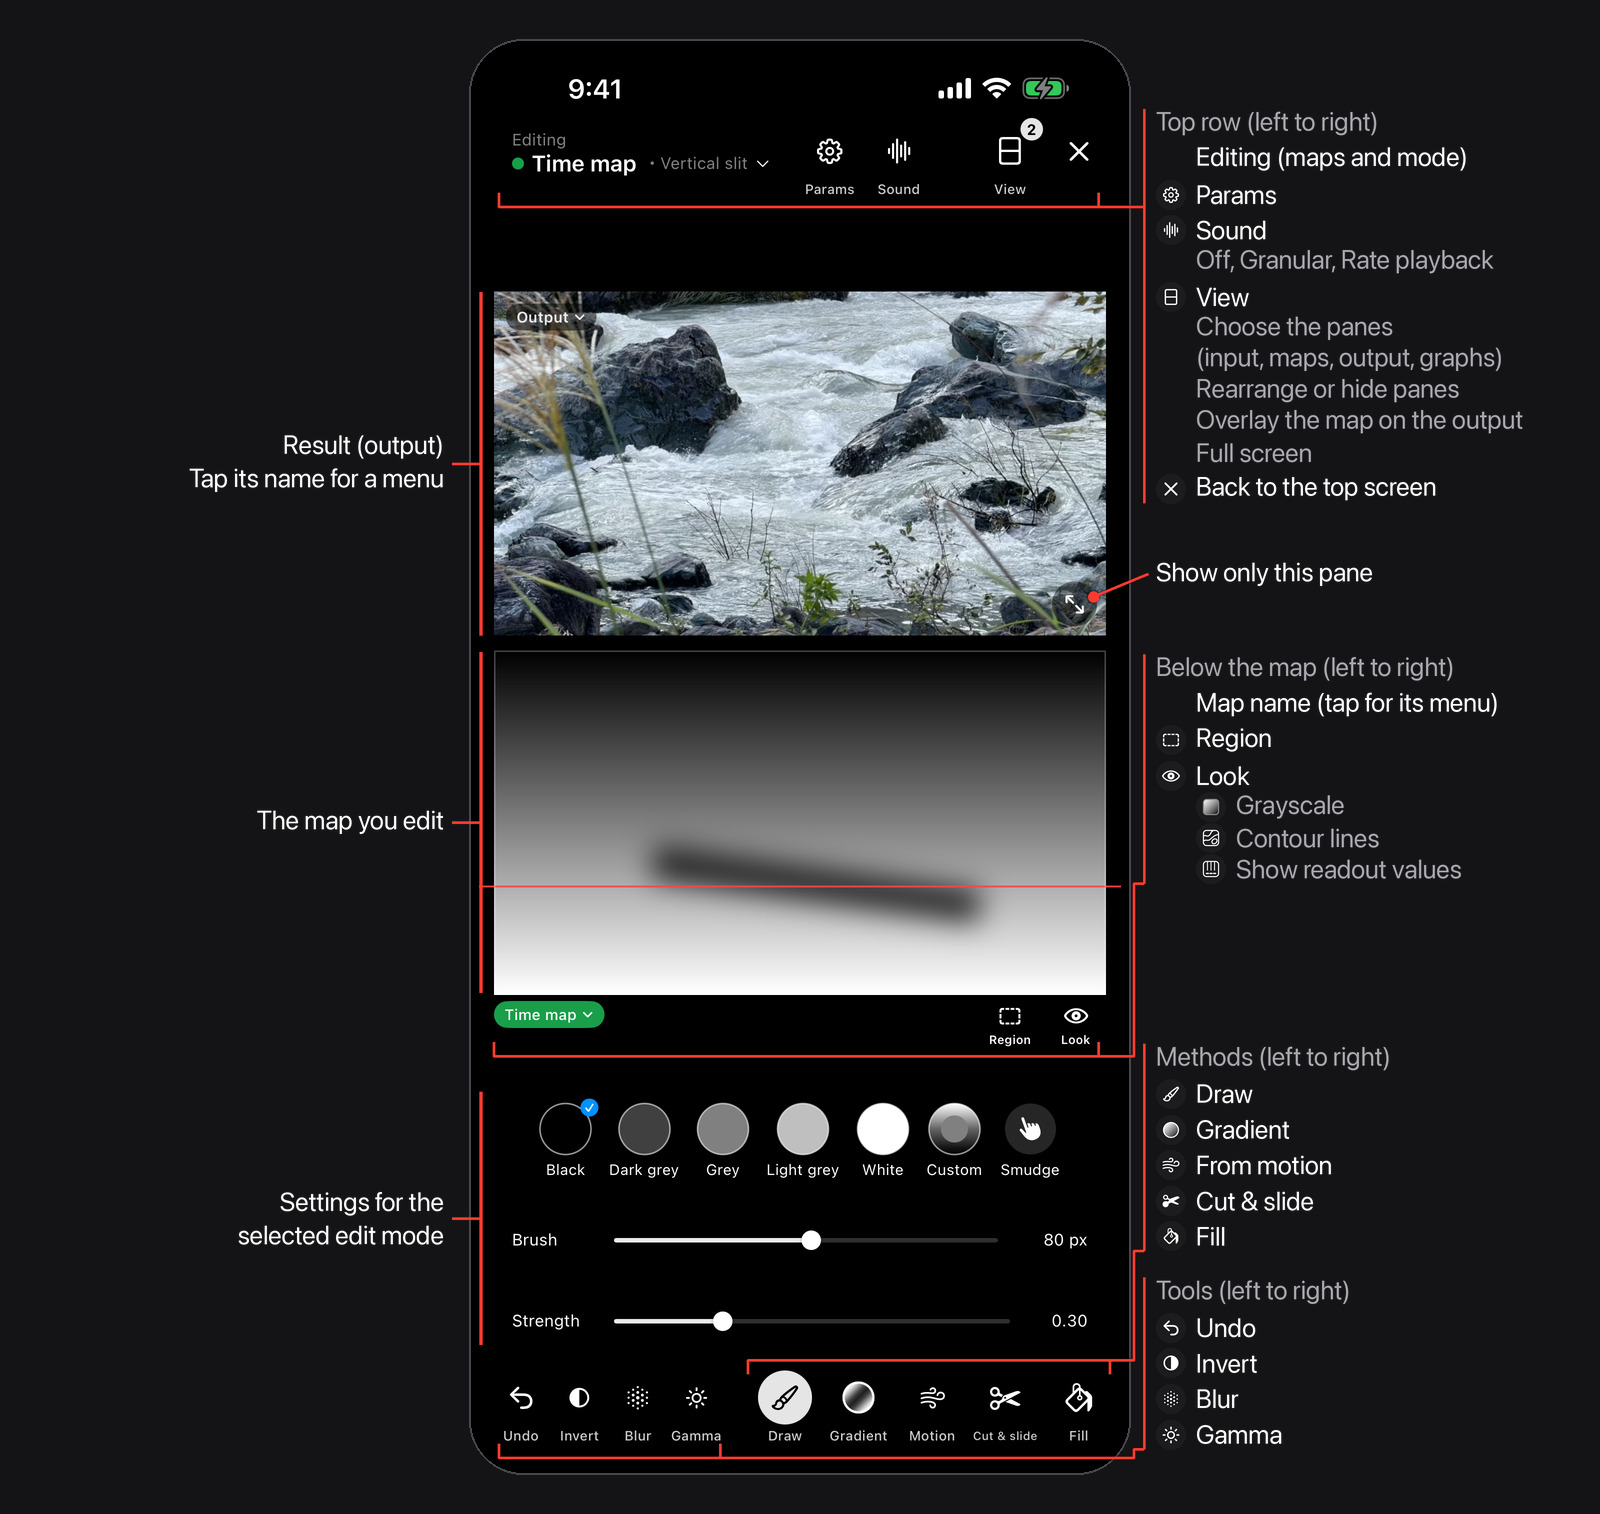 9:41
Editing
Time map · Vertical slit
Params
Sound
2
View
Output
Result (output)
Tap its name for a menu
The map you edit
Time map
Region
Look
Black
Dark grey
Grey
Light grey
White
Custom
Smudge
Settings for the
selected edit mode
Brush
80 px
Strength
0.30
Undo
Invert
Blur
Gamma
Draw
Gradient
Motion
Cut & slide
Fill
Top row (left to right)
Editing (maps and mode)
Params
Sound
Off, Granular, Rate playback
View
Choose the panes
(input, maps, output, graphs)
Rearrange or hide panes
Overlay the map on the output
Full screen
Back to the top screen
Show only this pane
Below the map (left to right)
Map name (tap for its menu)
Region
Look
Grayscale
Contour lines
Show readout values
Methods (left to right)
Draw
Gradient
From motion
Cut & slide
Fill
Tools (left to right)
Undo
Invert
Blur
Gamma